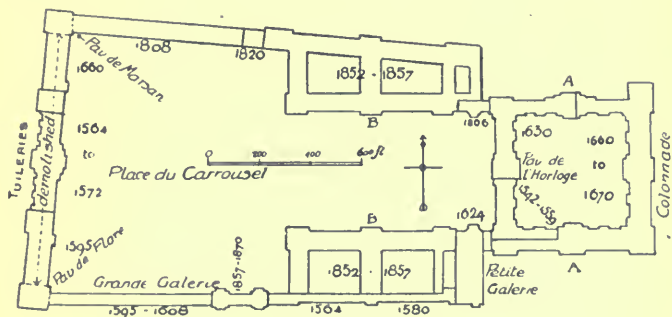 1808
1820
Pav de Marsan
1660
1852 - 1857
A
B
1806
1630
1660
to
1670
Pav de
L'Horloge
Colonnade
1564
to
1572
TUILERIES
demolished
0 200 400 600 ft
Place du Carrousel
1624
B
1852 - 1857
A
1595
Pav de Flore
Grande Galerie
1857-1870
Petite
Galerie
1595 - 1608
1564
1580